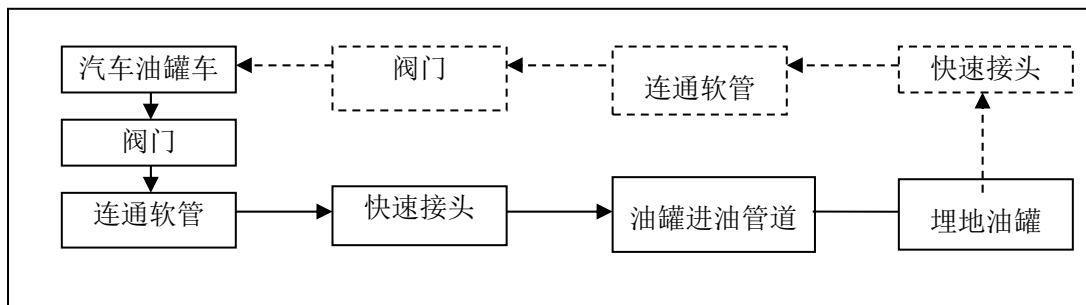 汽车油罐车
阀门
连通软管
快速接头
阀门
连通软管
快速接头
油罐进油管道
埋地油罐